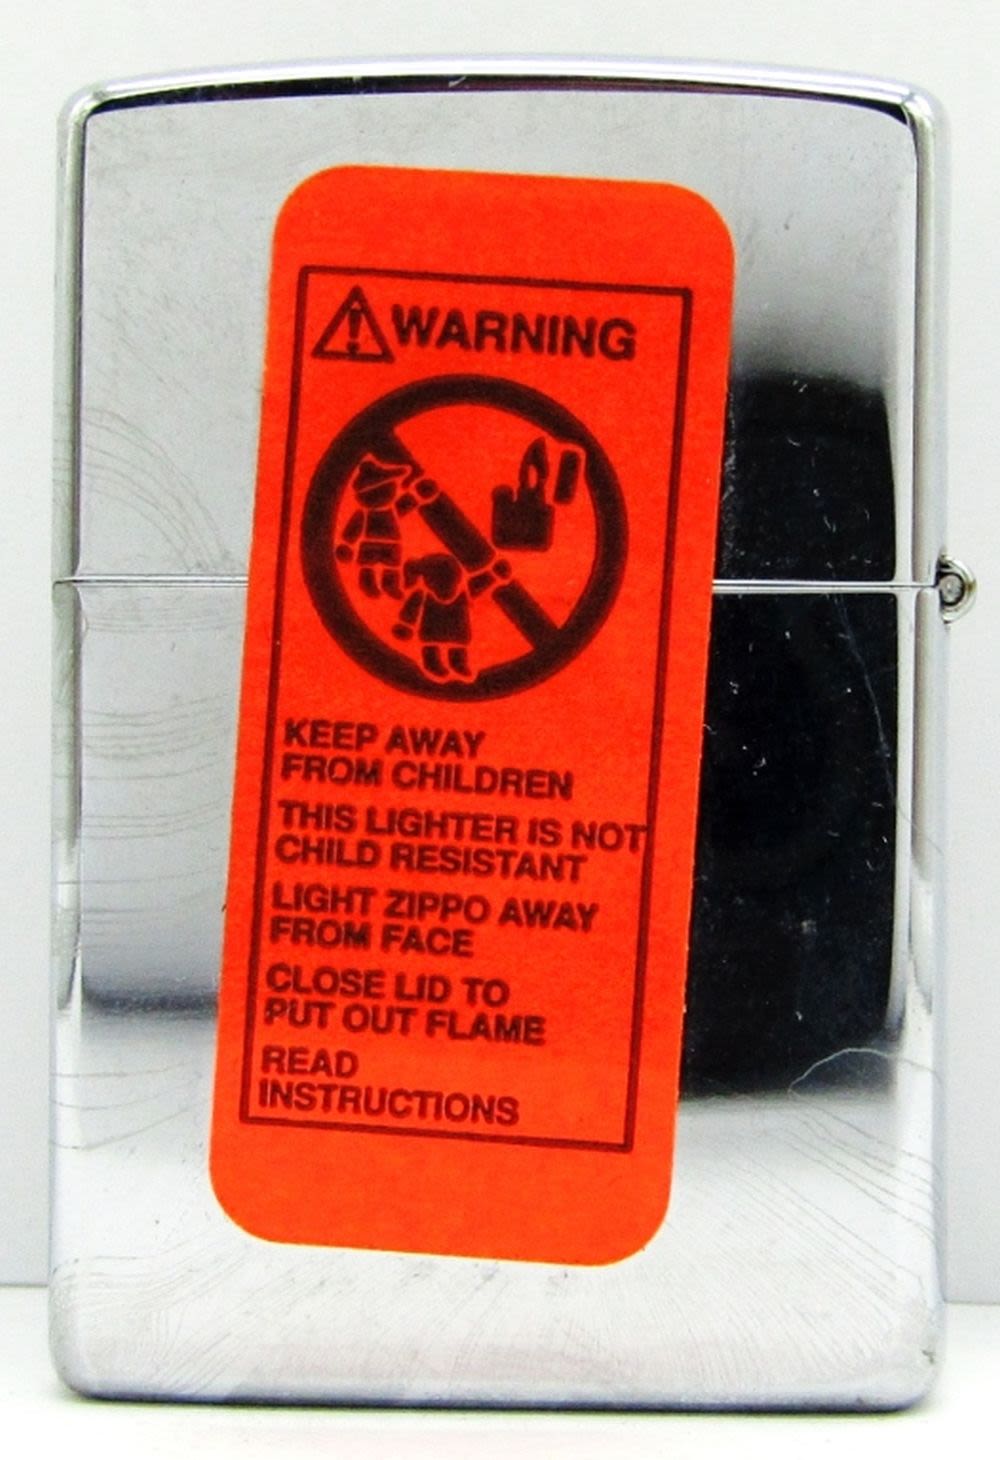 WARNING
KEEP AWAY
FROM CHILDREN
THIS LIGHTER IS NOT
CHILD RESISTANT
LIGHT ZIPPO AWAY
FROM FACE
CLOSE LID TO
PUT OUT FLAME
READ
INSTRUCTIONS